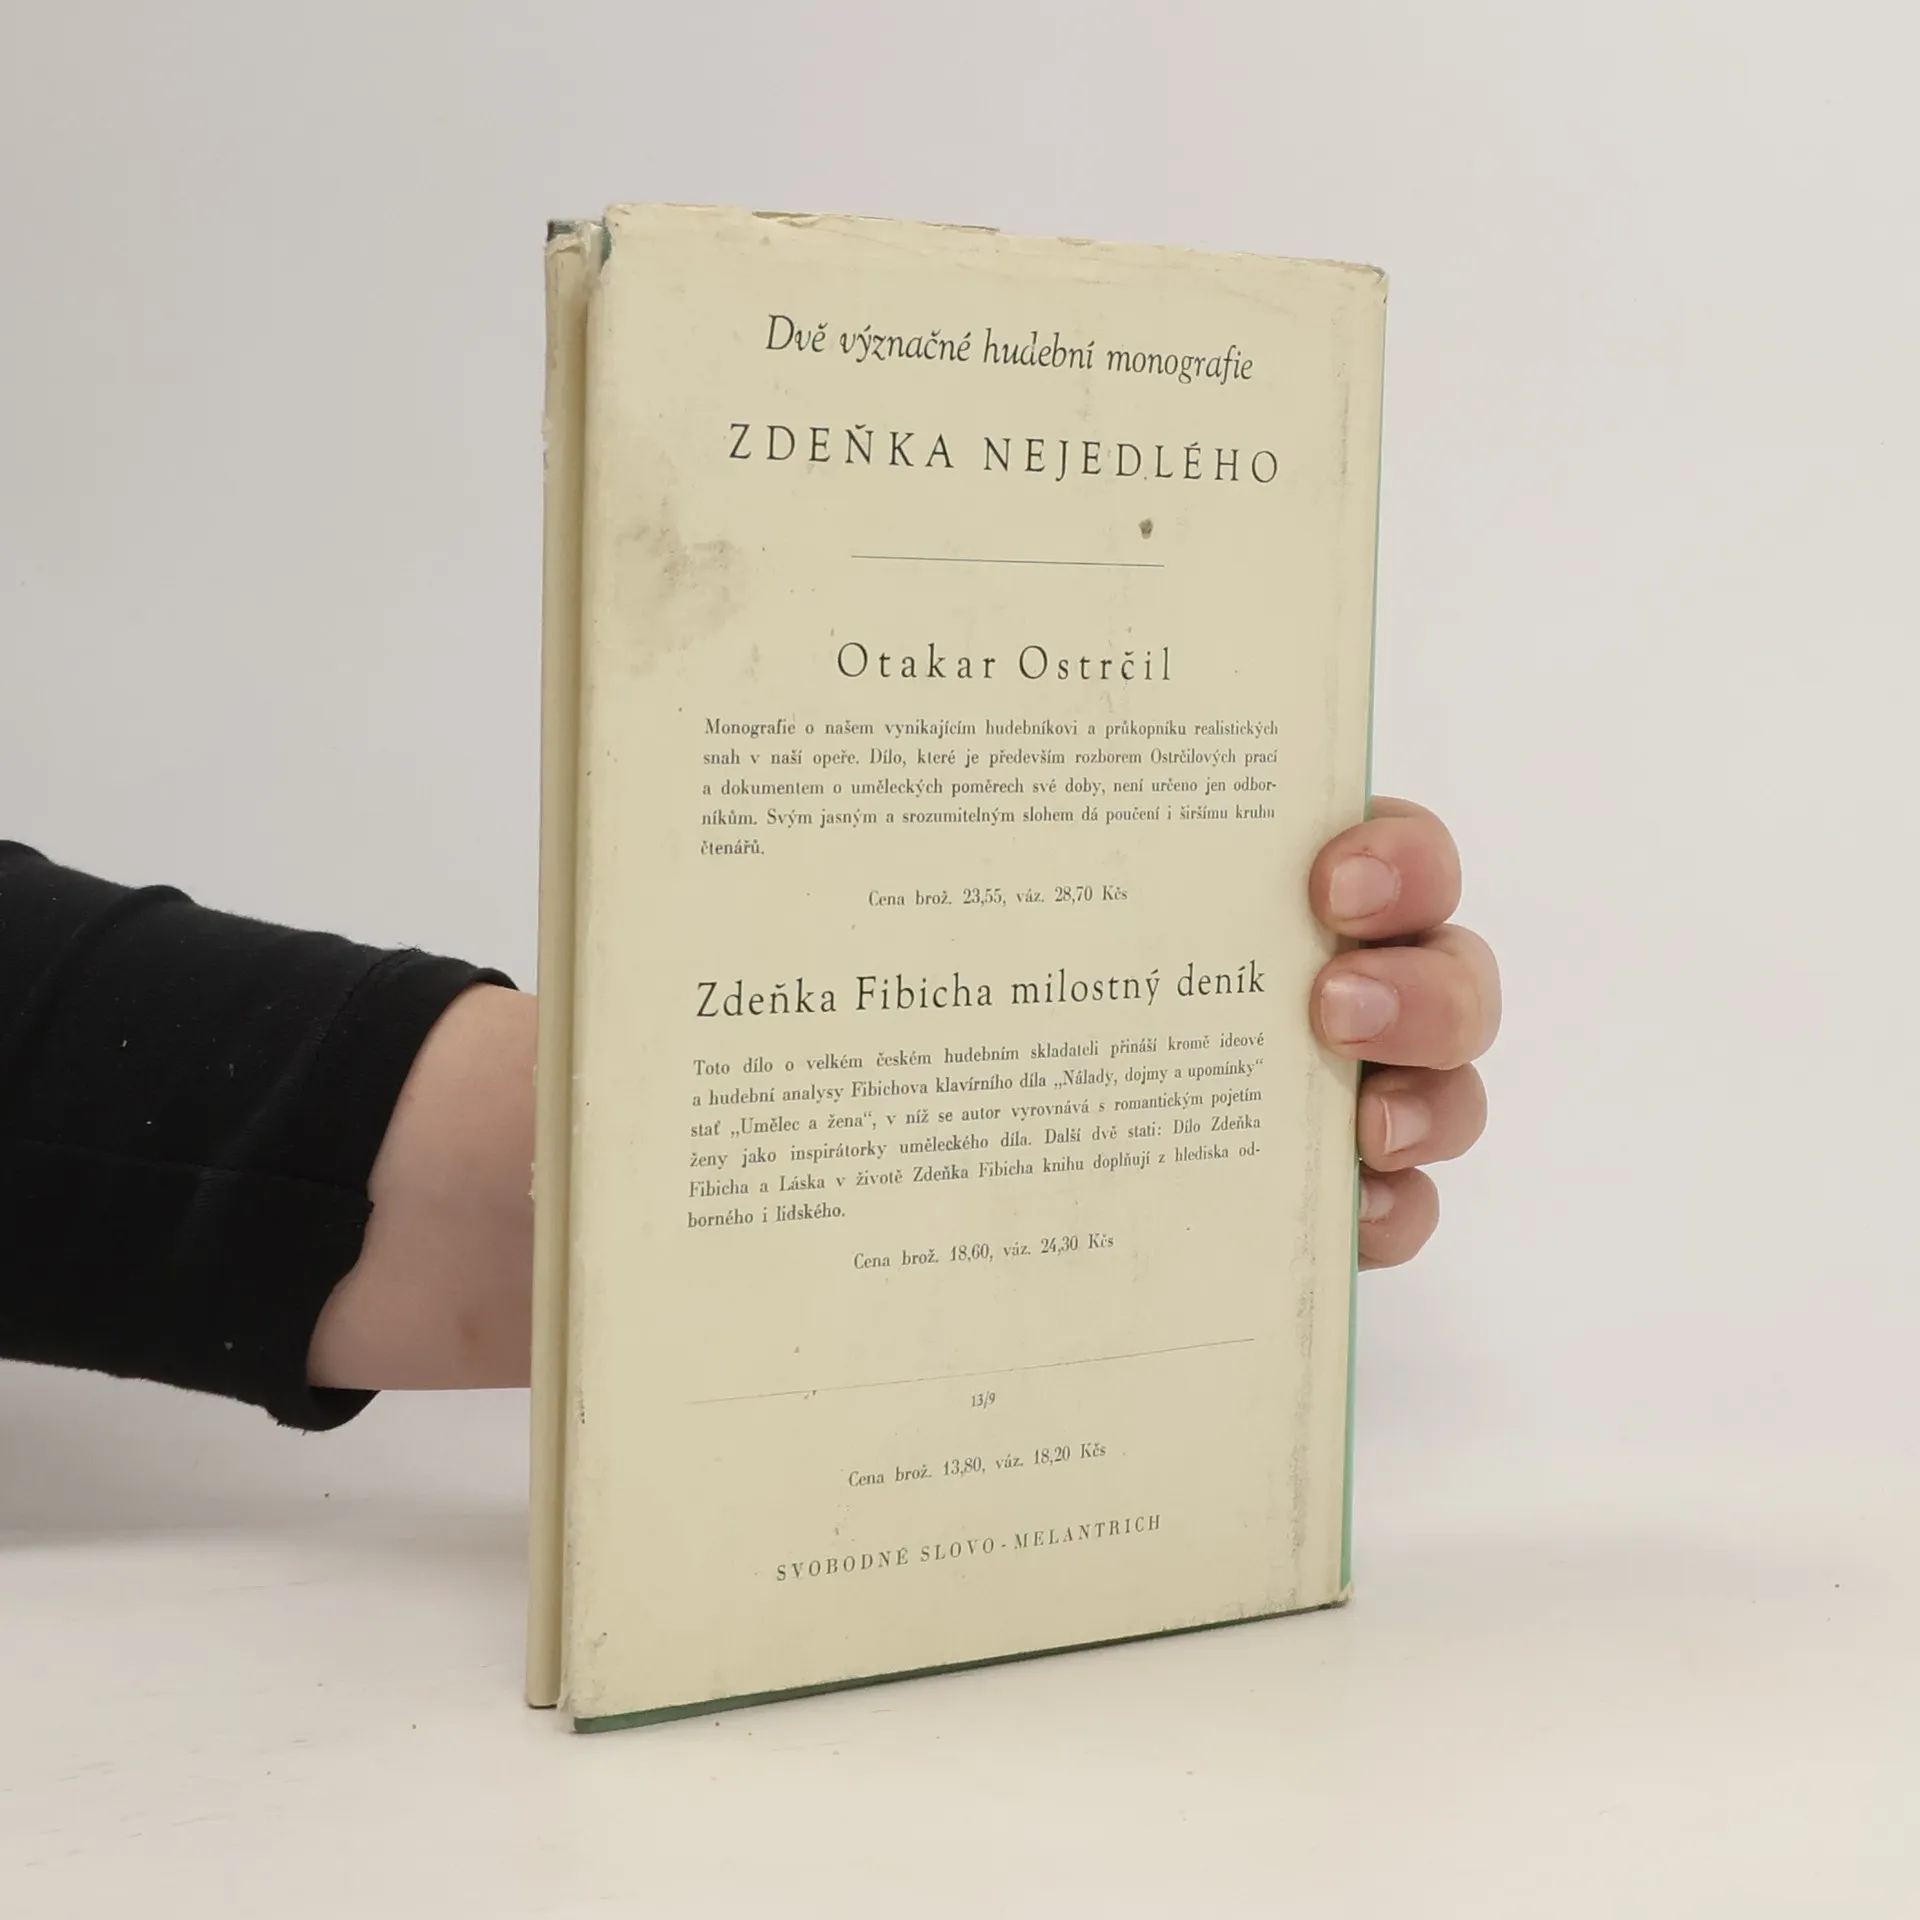 Dvě význačné hudební monografie
ZDEŇKA NEJEDLÉHO
Otakar Ostrčil
Monografie o našem vynikajícím hudebníkovi a průkopníku realistických
snah v naší opeře. Dílo, které je především rozborem Ostrčilových prací
a dokumentem o uměleckých poměrech své doby, není určeno jen odbor-
níkům. Svým jasným a srozumitelným slohem dá poučení i širšímu kruhu
čtenářů.
Cena brož. 23,55, váz. 28,70 Kčs
Zdeňka Fibicha milostný deník
Toto dílo o velkém českém hudebním skladateli přináší kromě ideové
a hudební analysy Fibichova klavírního díla „Nálady, dojmy a upomínky“
stať „Umělec a žena“, v níž se autor vyrovnává s romantickým pojetím
ženy jako inspirátorky uměleckého díla. Další dvě stati: Dílo Zdeňka
Fibicha a Láska v životě Zdeňka Fibicha knihu doplňují z hlediska od-
borného i lidského.
Cena brož. 18,60, váz. 24,30 Kčs
13/9
Cena brož. 13,80, váz. 18,20 Kčs
SVOBODNÉ SLOVO - MELANTRICH